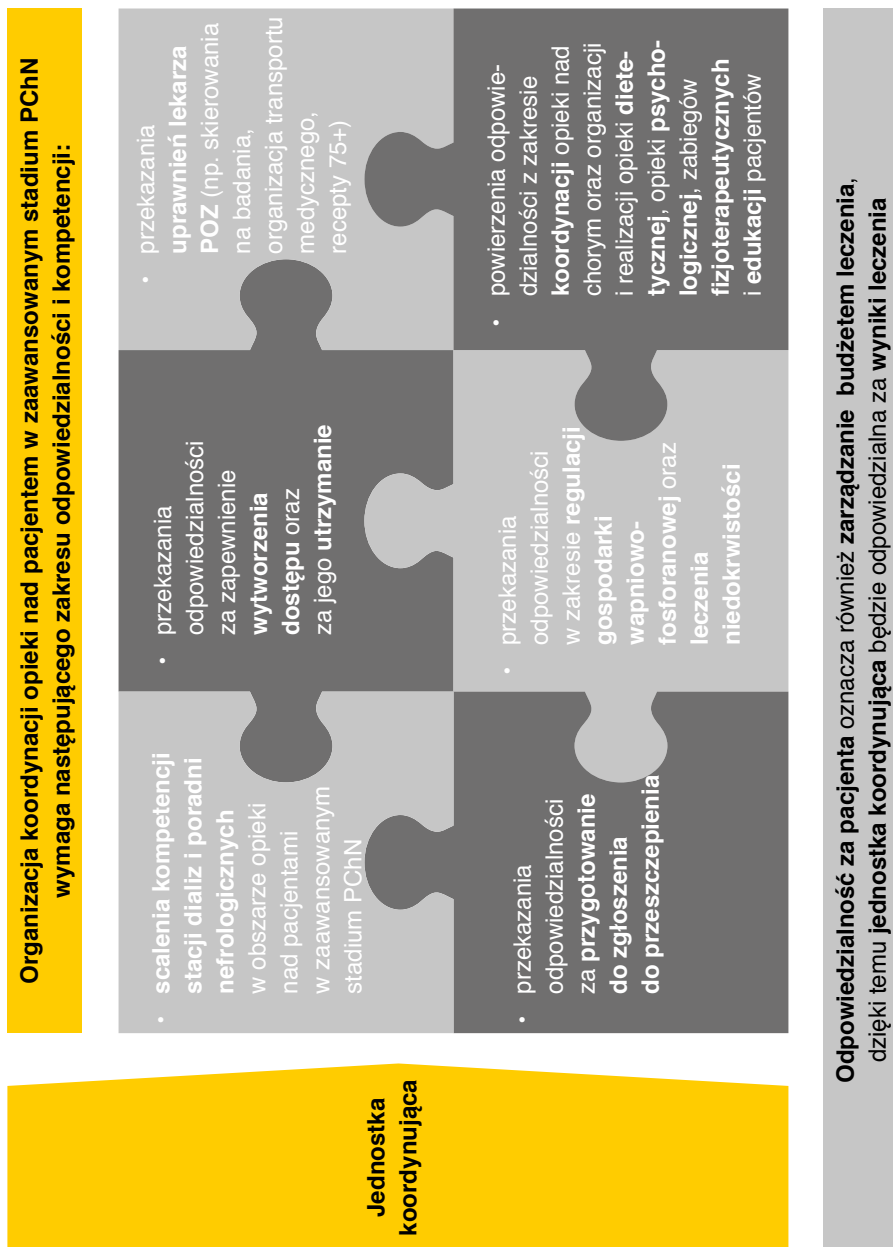 Organizacja koordynacji opieki nad pacjentem w zaawansowanym stadium PChN
wymaga następującego zakresu odpowiedzialności i kompetencji:
Jednostka
koordynująca
• scalenia kompetencji
stacji dializ i poradni
nefrologicznych
w obszarze opieki
nad pacjentami
w zaawansowanym
stadium PChN
• przekazania
odpowiedzialności
za zapewnienie
wytworzenia
dostępu oraz
za jego utrzymanie
• przekazania
uprawnień lekarza
POZ (np. skierowania
na badania,
organizacja transportu
medycznego,
recepty 75+)
• przekazania
odpowiedzialności
za przygotowanie
do zgłoszenia
do przeszczepienia
• przekazania
odpowiedzialności
w zakresie regulacji
gospodarki
wapniowo-
fosforanowej oraz
leczenia
niedokrwistości
• powierzenia odpowie-
dzialności z zakresie
koordynacji opieki nad
chorym oraz organizacji
i realizacji opieki diete-
tycznej, opieki psycho-
logicznej, zabiegów
fizjoterapeutycznych
i edukacji pacjentów
Odpowiedzialność za pacjenta oznacza również zarządzanie budżetem leczenia,
dzięki temu jednostka koordynująca będzie odpowiedzialna za wyniki leczenia